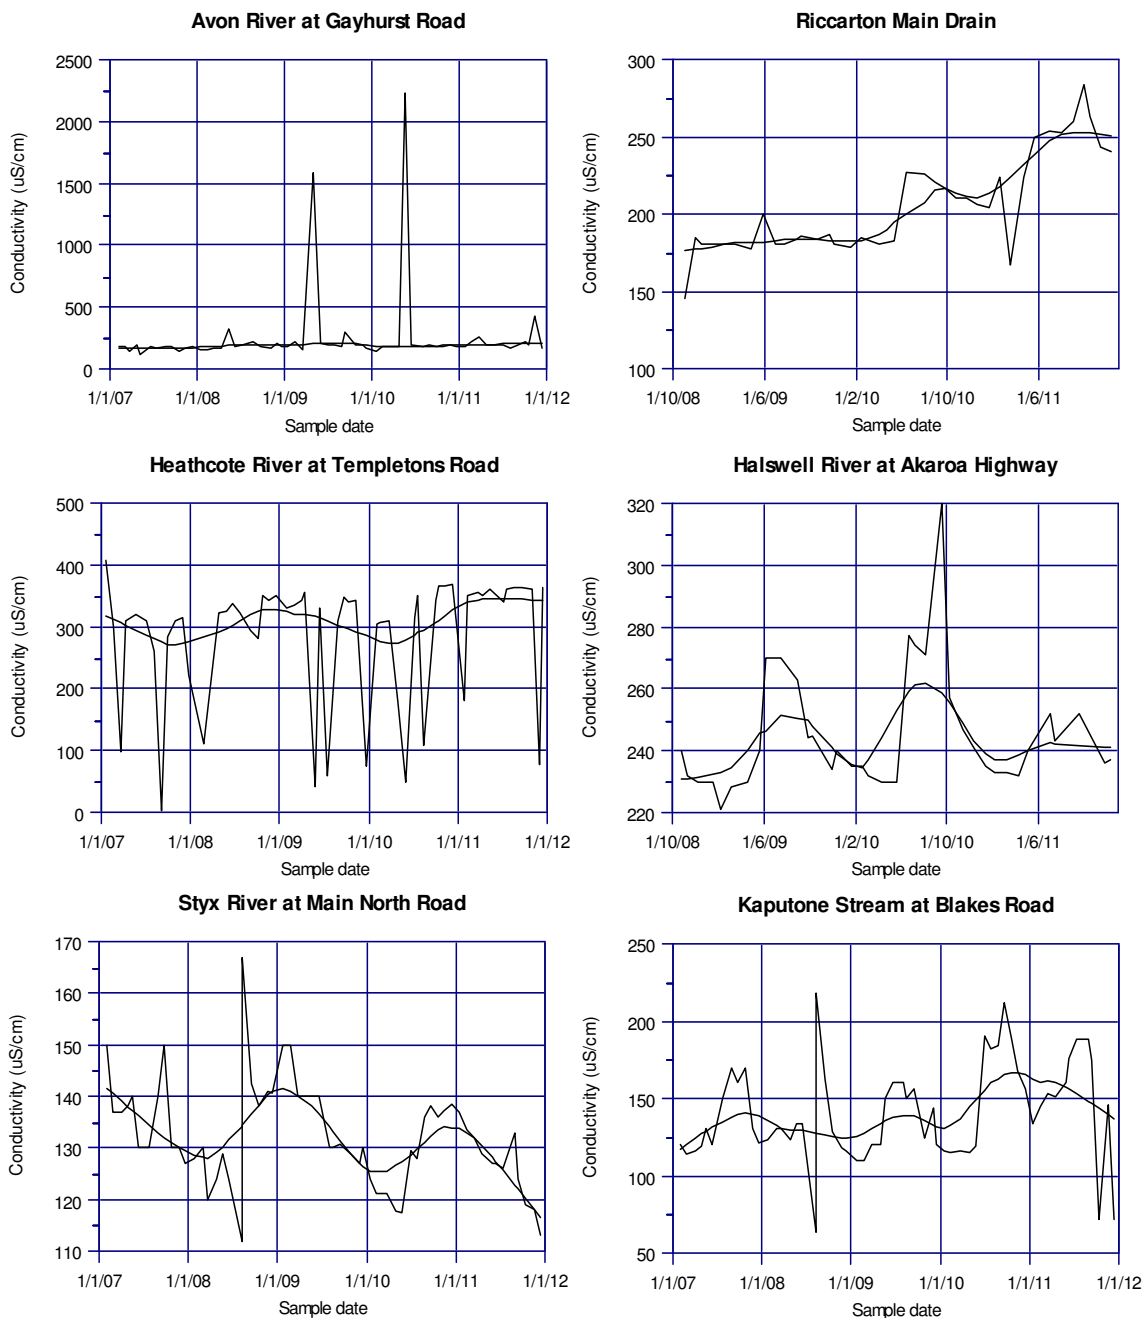 Avon River at Gayhurst Road
Conductivity (uS/cm)
2500
2000
1500
1000
500
0
1/1/07 1/1/08 1/1/09 1/1/10 1/1/11 1/1/12
Sample date
Riccarton Main Drain
Conductivity (uS/cm)
300
250
200
150
100
1/10/08 1/6/09 1/2/10 1/10/10 1/6/11
Sample date
Heathcote River at Templetons Road
Conductivity (uS/cm)
500
400
300
200
100
0
1/1/07 1/1/08 1/1/09 1/1/10 1/1/11 1/1/12
Sample date
Halswell River at Akaroa Highway
Conductivity (uS/cm)
320
300
280
260
240
220
1/10/08 1/6/09 1/2/10 1/10/10 1/6/11
Sample date
Styx River at Main North Road
Conductivity (uS/cm)
170
160
150
140
130
120
110
1/1/07 1/1/08 1/1/09 1/1/10 1/1/11 1/1/12
Sample date
Kaputone Stream at Blakes Road
Conductivity (uS/cm)
250
200
150
100
50
1/1/07 1/1/08 1/1/09 1/1/10 1/1/11 1/1/12
Sample date